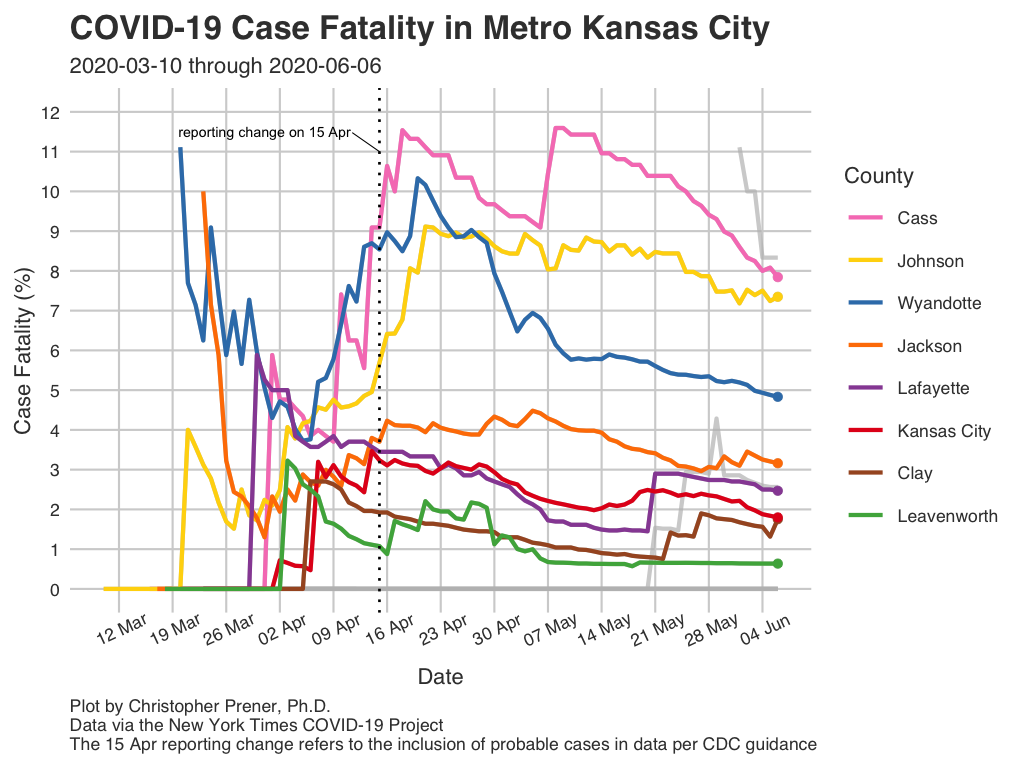 COVID-19 Case Fatality in Metro Kansas City
2020-03-10 through 2020-06-06
reporting change on 15 Apr
Case Fatality (%)
12
11
10
9
8
7
6
5
4
3
2
1
0
12 Mar
19 Mar
26 Mar
02 Apr
09 Apr
16 Apr
23 Apr
30 Apr
07 May
14 May
21 May
28 May
04 Jun
Date
County
Cass
Johnson
Wyandotte
Jackson
Lafayette
Kansas City
Clay
Leavenworth
Plot by Christopher Prener, Ph.D.
Data via the New York Times COVID-19 Project
The 15 Apr reporting change refers to the inclusion of probable cases in data per CDC guidance